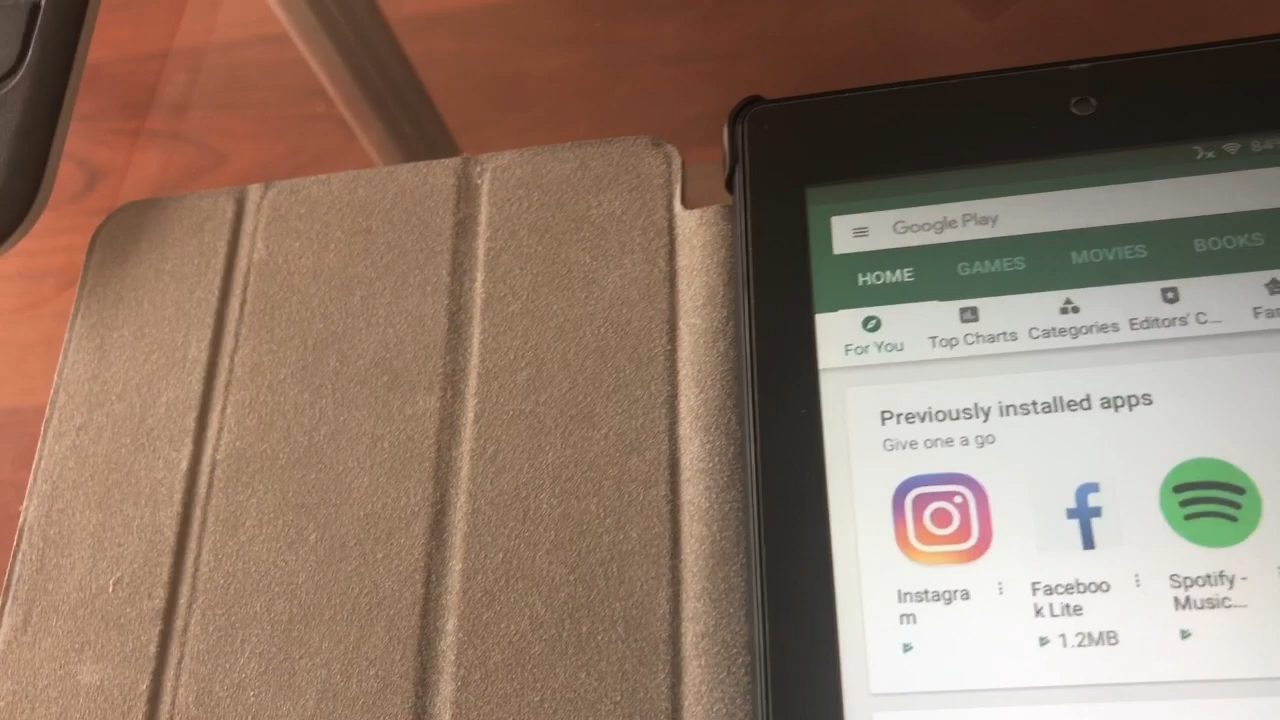 84
Google Play
HOME GAMES MOVIES BOOKS
For You Top Charts Categories Editors' C...
Previously installed apps
Give one a go
Instagra
m
Faceboo
k Lite
1.2MB
Spotify -
Music...